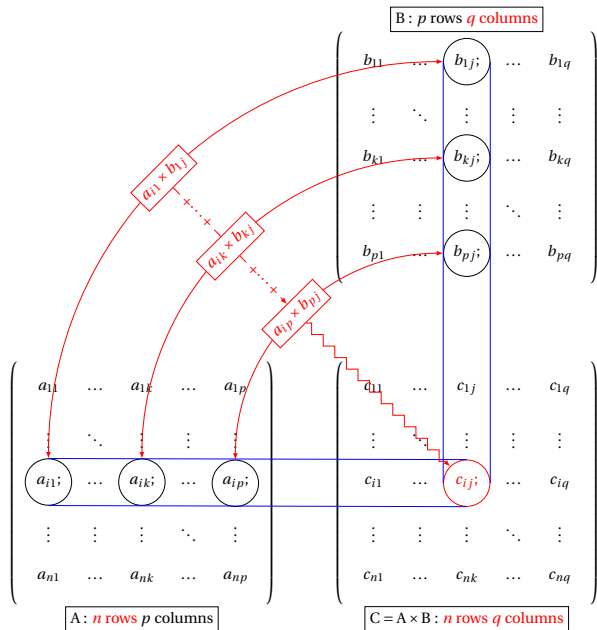 B : p rows q columns
b₁₁ … b₁ⱼ; … b₁q
⋮ ⋱ ⋮ ⋮ ⋮
bₖ₁ … bₖⱼ; … bₖq
⋮ ⋮ ⋮ ⋱ ⋮
bₚ₁ … bₚⱼ; … bₚq
aᵢ₁ × b₁ⱼ
+ … +
aᵢₖ × bₖⱼ
+ … +
aᵢₚ × bₚⱼ
a₁₁ … a₁ₖ … a₁ₚ
⋮ ⋱ ⋮ ⋮ ⋮
aᵢ₁; … aᵢₖ; … aᵢₚ;
⋮ ⋮ ⋮ ⋱ ⋮
aₙ₁ … aₙₖ … aₙₚ
A : n rows p columns
c₁₁ … c₁ⱼ … c₁q
⋮ ⋱ ⋮ ⋮ ⋮
cᵢ₁ … cᵢⱼ; … cᵢq
⋮ ⋮ ⋮ ⋱ ⋮
cₙ₁ … cₙₖ … cₙq
C = A × B : n rows q columns